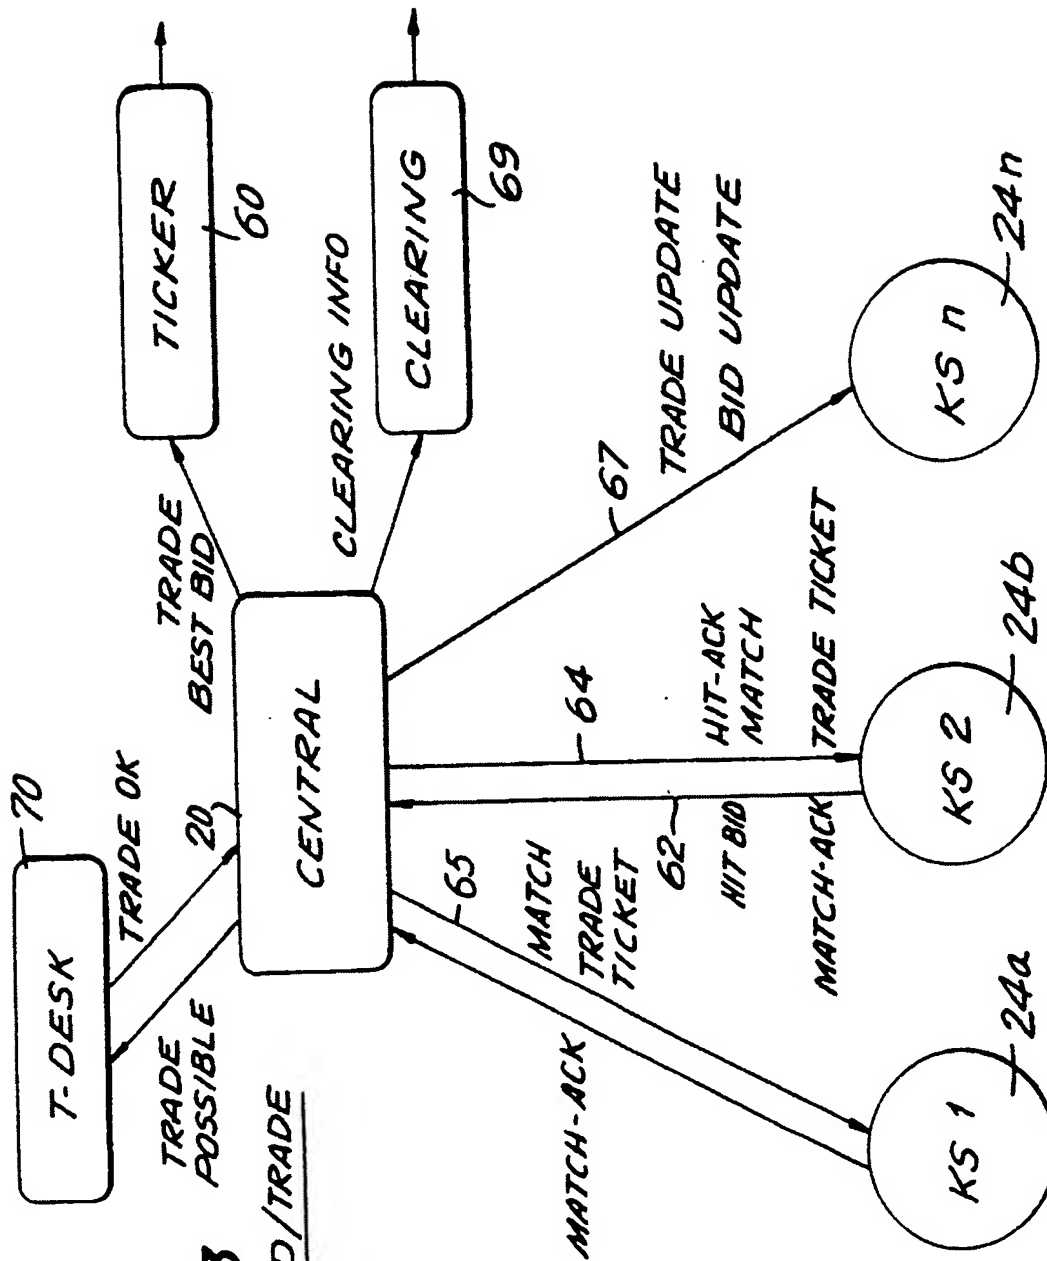 T-DESK
70
TRADE
POSSIBLE
TRADE OK
20
CENTRAL
TRADE
BEST BID
TICKER
60
CLEARING INFO
CLEARING
69
MATCH-ACK
65
MATCH
TRADE
TICKET
62
HIT BID
MATCH-ACK
64
HIT-ACK
MATCH
TRADE TICKET
67
TRADE UPDATE
BID UPDATE
KS 1
24a
KS 2
24b
KS n
24n
/TRADE